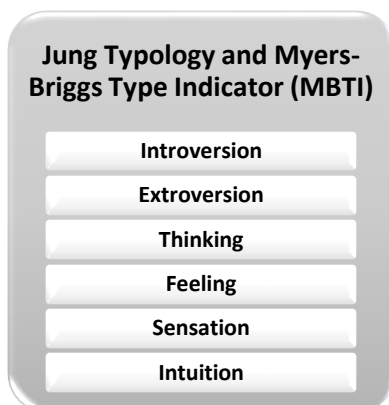 Jung Typology and Myers-
Briggs Type Indicator (MBTI)
Introversion
Extroversion
Thinking
Feeling
Sensation
Intuition